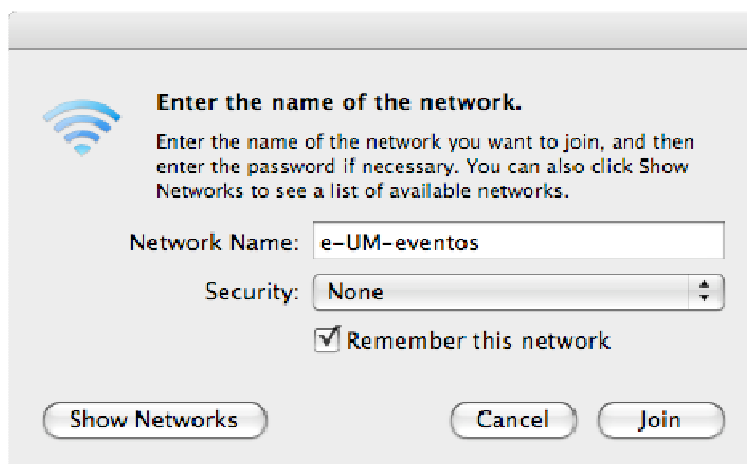 Enter the name of the network.
Enter the name of the network you want to join, and then
enter the password if necessary. You can also click Show
Networks to see a list of available networks.
Network Name: e-UM-eventos
Security: None
Remember this network
Show Networks Cancel Join